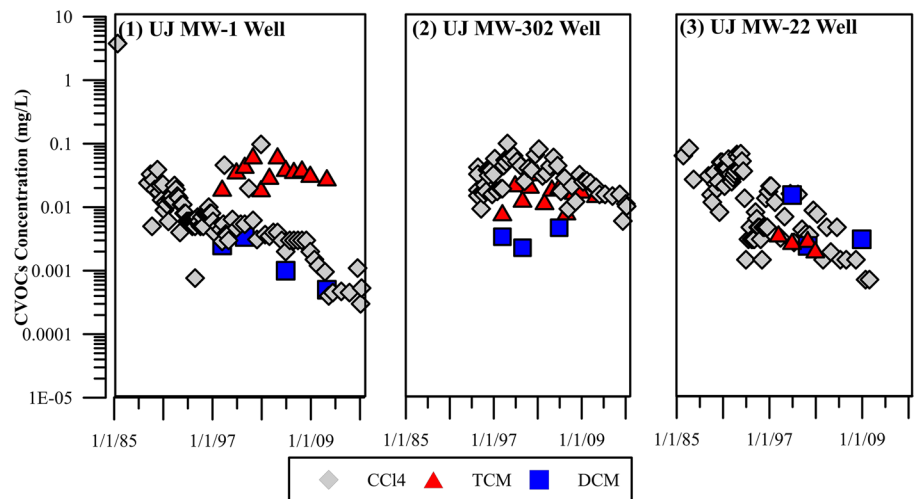 (1) UJ MW-1 Well
(2) UJ MW-302 Well
(3) UJ MW-22 Well
CVOCs Concentration (mg/L)
10
1
0.1
0.01
0.001
0.0001
1E-05
1/1/85 1/1/97 1/1/09
1/1/85 1/1/97 1/1/09
1/1/85 1/1/97 1/1/09
CCl4 TCM DCM